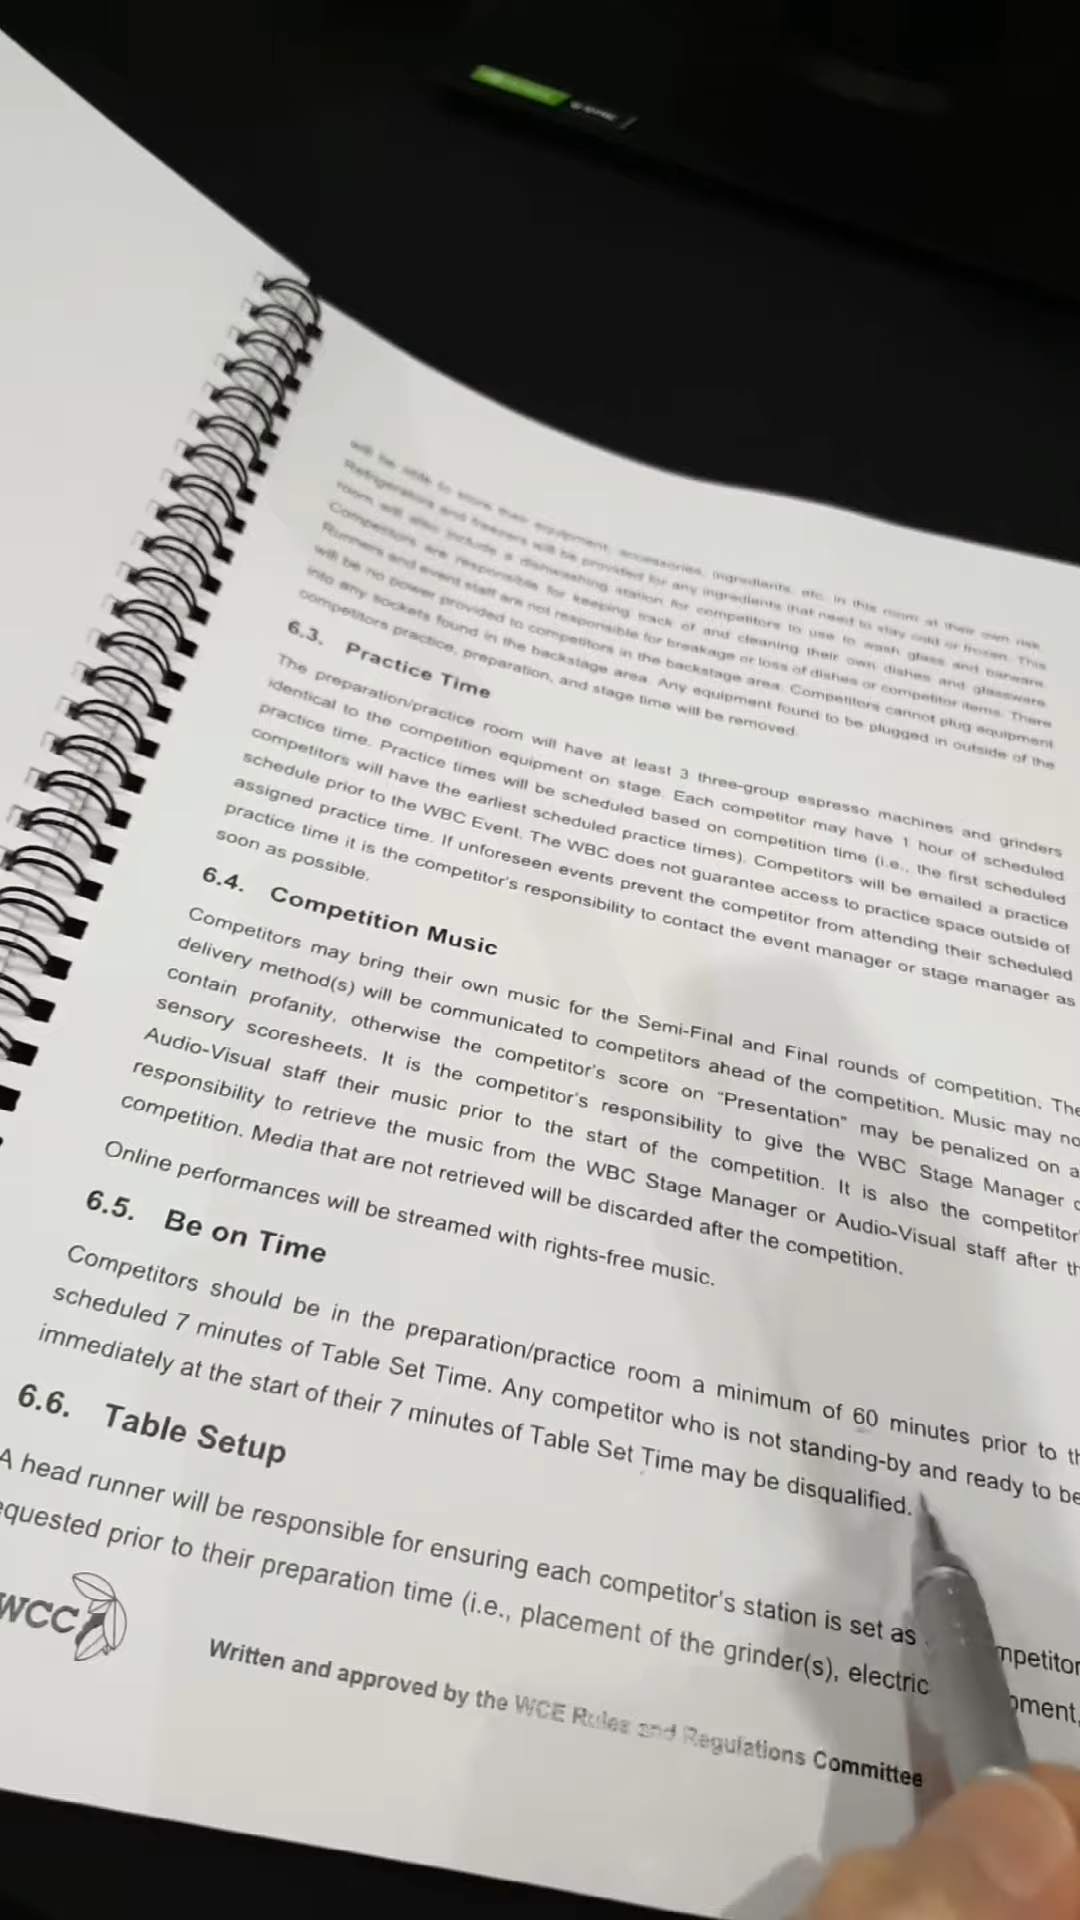 will be able to store their equipment, accessories, ingredients, etc. in this room at their own risk.
Refrigerators and freezers will be provided for any ingredients that need to stay cold or frozen. This
room will also include a dishwashing station for competitors to use to wash glass and barware.
Competitors are responsible for keeping track of and cleaning their own dishes and glassware.
Runners and event staff are not responsible for breakage or loss of dishes or competitor items. There
will be no power provided to competitors in the backstage area. Competitors cannot plug equipment
into any sockets found in the backstage area. Any equipment found to be plugged in outside of the
competitors practice, preparation, and stage time will be removed.
6.3. Practice Time
The preparation/practice room will have at least 3 three-group espresso machines and grinders
identical to the competition equipment on stage. Each competitor may have 1 hour of scheduled
practice time. Practice times will be scheduled based on competition time (i.e., the first scheduled
competitors will have the earliest scheduled practice times). Competitors will be emailed a practice
schedule prior to the WBC Event. The WBC does not guarantee access to practice space outside of
assigned practice time. If unforeseen events prevent the competitor from attending their scheduled
practice time it is the competitor's responsibility to contact the event manager or stage manager as
soon as possible.
6.4. Competition Music
Competitors may bring their own music for the Semi-Final and Final rounds of competition. The
delivery method(s) will be communicated to competitors ahead of the competition. Music may no
contain profanity, otherwise the competitor's score on "Presentation" may be penalized on a
sensory scoresheets. It is the competitor's responsibility to give the WBC Stage Manager o
Audio-Visual staff their music prior to the start of the competition. It is also the competitor'
responsibility to retrieve the music from the WBC Stage Manager or Audio-Visual staff after th
competition. Media that are not retrieved will be discarded after the competition.
Online performances will be streamed with rights-free music.
6.5. Be on Time
Competitors should be in the preparation/practice room a minimum of 60 minutes prior to th
scheduled 7 minutes of Table Set Time. Any competitor who is not standing-by and ready to be
immediately at the start of their 7 minutes of Table Set Time may be disqualified.
6.6. Table Setup
A head runner will be responsible for ensuring each competitor's station is set as mpetitor
equested prior to their preparation time (i.e., placement of the grinder(s), electric pment,
WCC
Written and approved by the WCE Rules and Regulations Committee